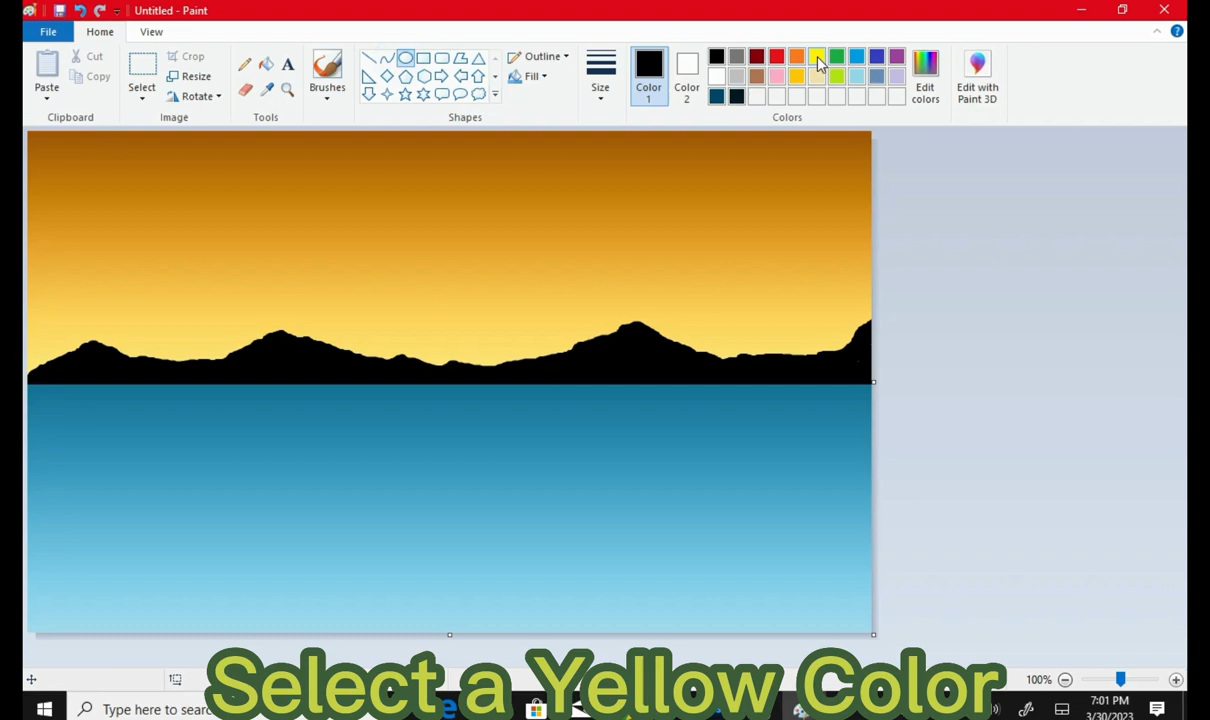 Untitled - Paint
File Home View
Paste
Cut
Copy
Clipboard
Select
Crop
Resize
Rotate
Image
Tools
Brushes
Outline
Fill
Shapes
Size
Color 1
Color 2
Edit colors
Colors
Edit with Paint 3D
100%
Select a Yellow Color
Type here to sear
7:01 PM
3/30/2023